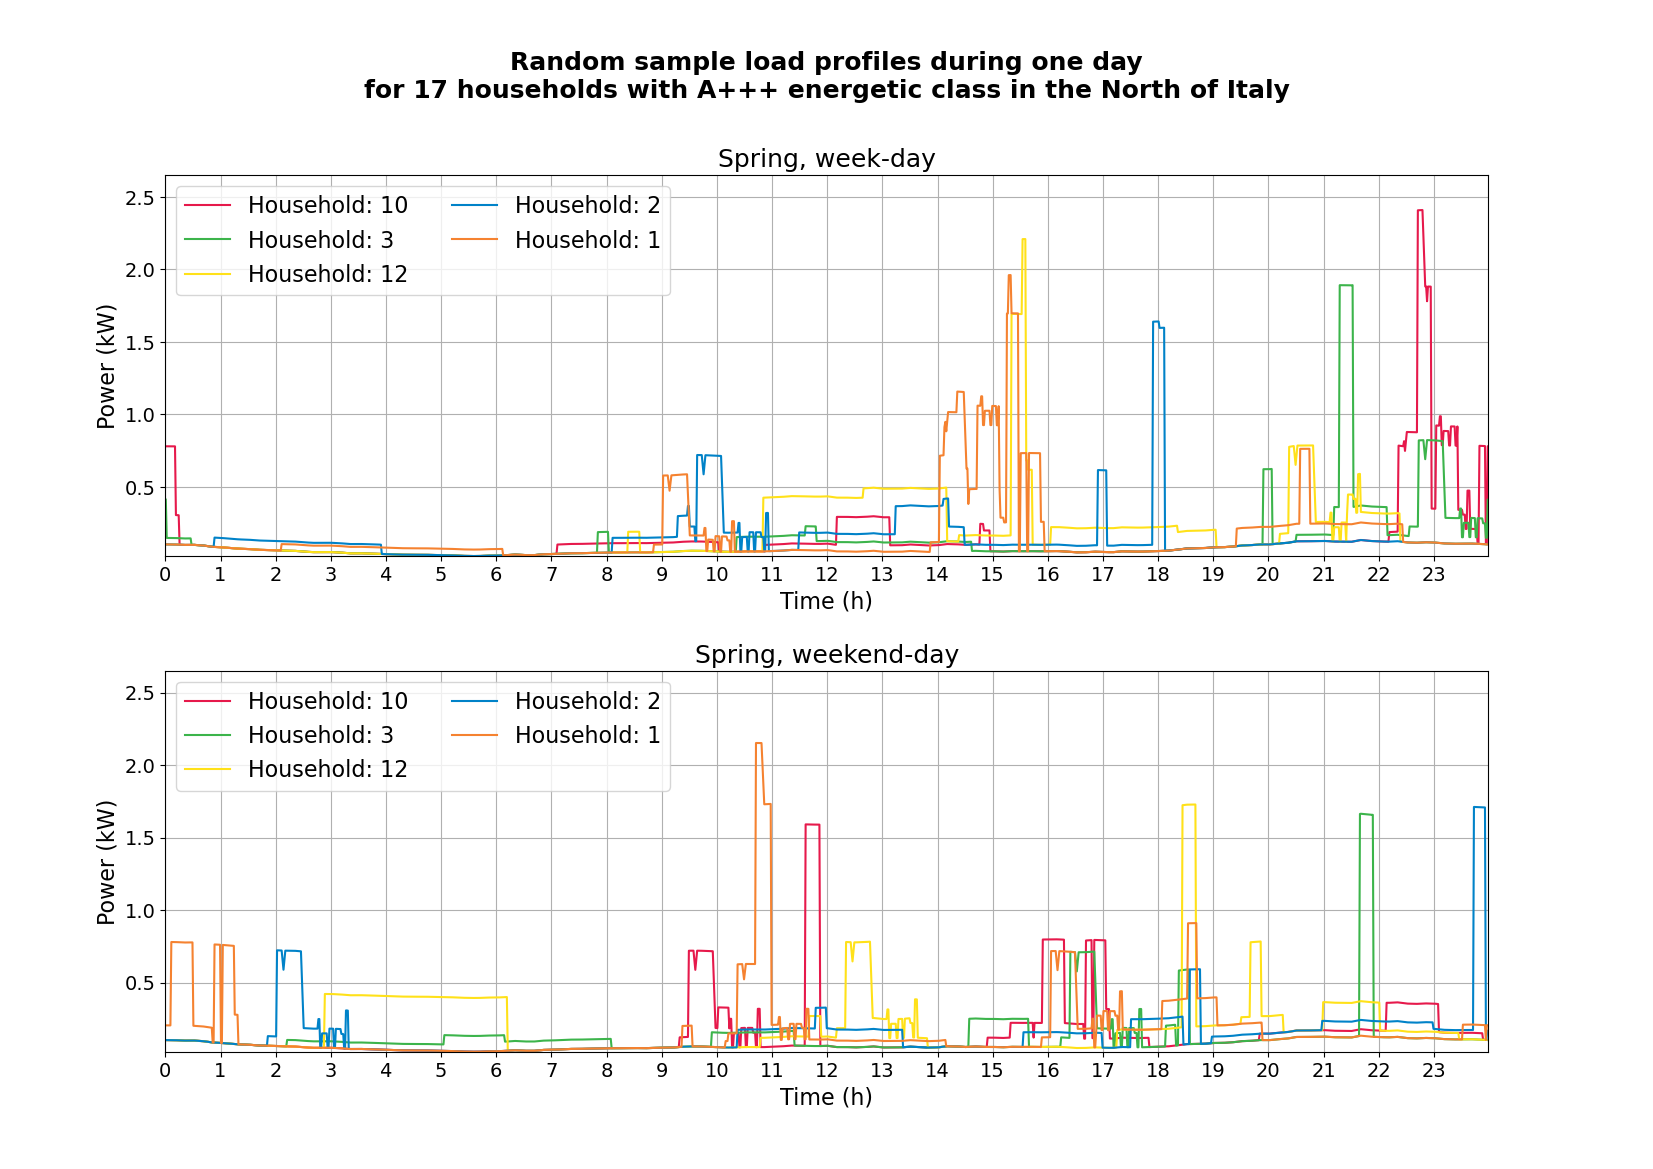 Random sample load profiles during one day
for 17 households with A+++ energetic class in the North of Italy
Spring, week-day
Household: 10
Household: 3
Household: 12
Household: 2
Household: 1
Power (kW)
2.5
2.0
1.5
1.0
0.5
0 1 2 3 4 5 6 7 8 9 10 11 12 13 14 15 16 17 18 19 20 21 22 23
Time (h)
Spring, weekend-day
Household: 10
Household: 3
Household: 12
Household: 2
Household: 1
Power (kW)
2.5
2.0
1.5
1.0
0.5
0 1 2 3 4 5 6 7 8 9 10 11 12 13 14 15 16 17 18 19 20 21 22 23
Time (h)